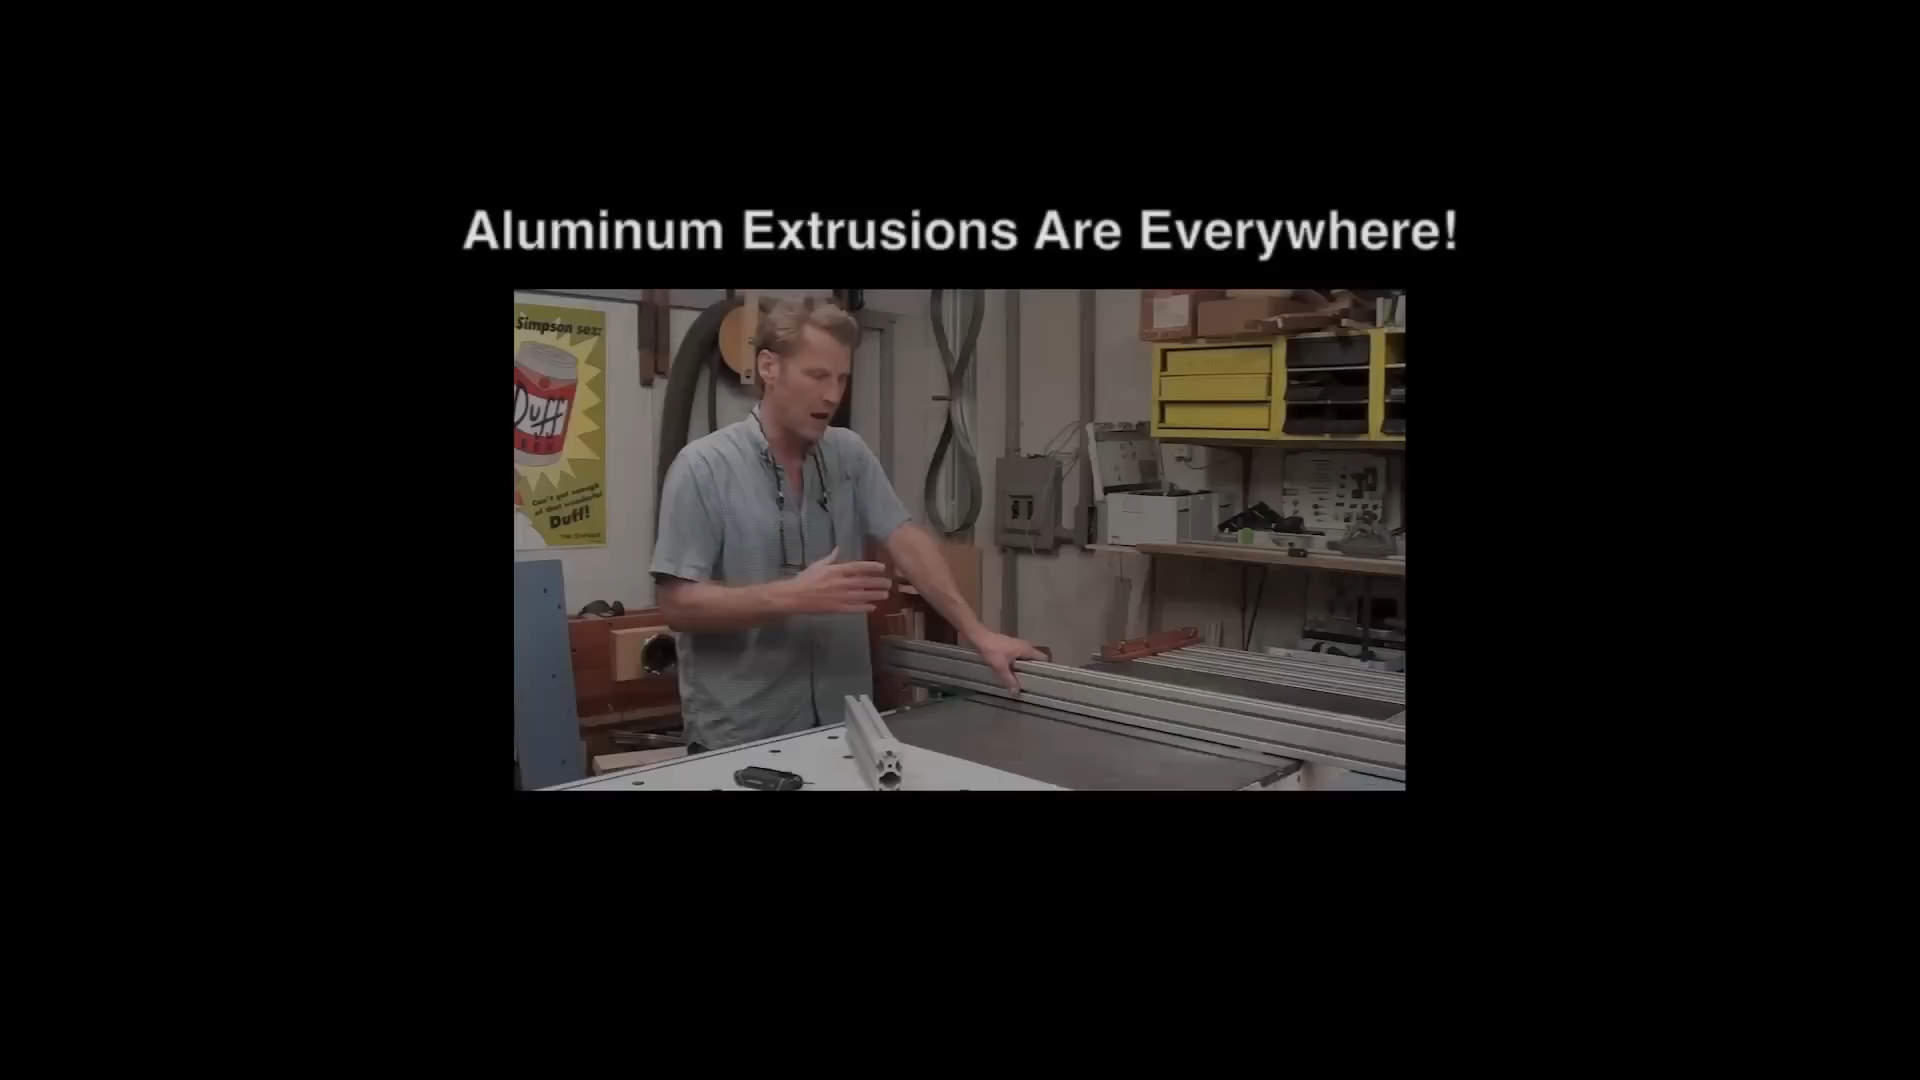 Aluminum Extrusions Are Everywhere!
Simpson sez:
Duff
Can't get enough
of that wonderful
Duff!